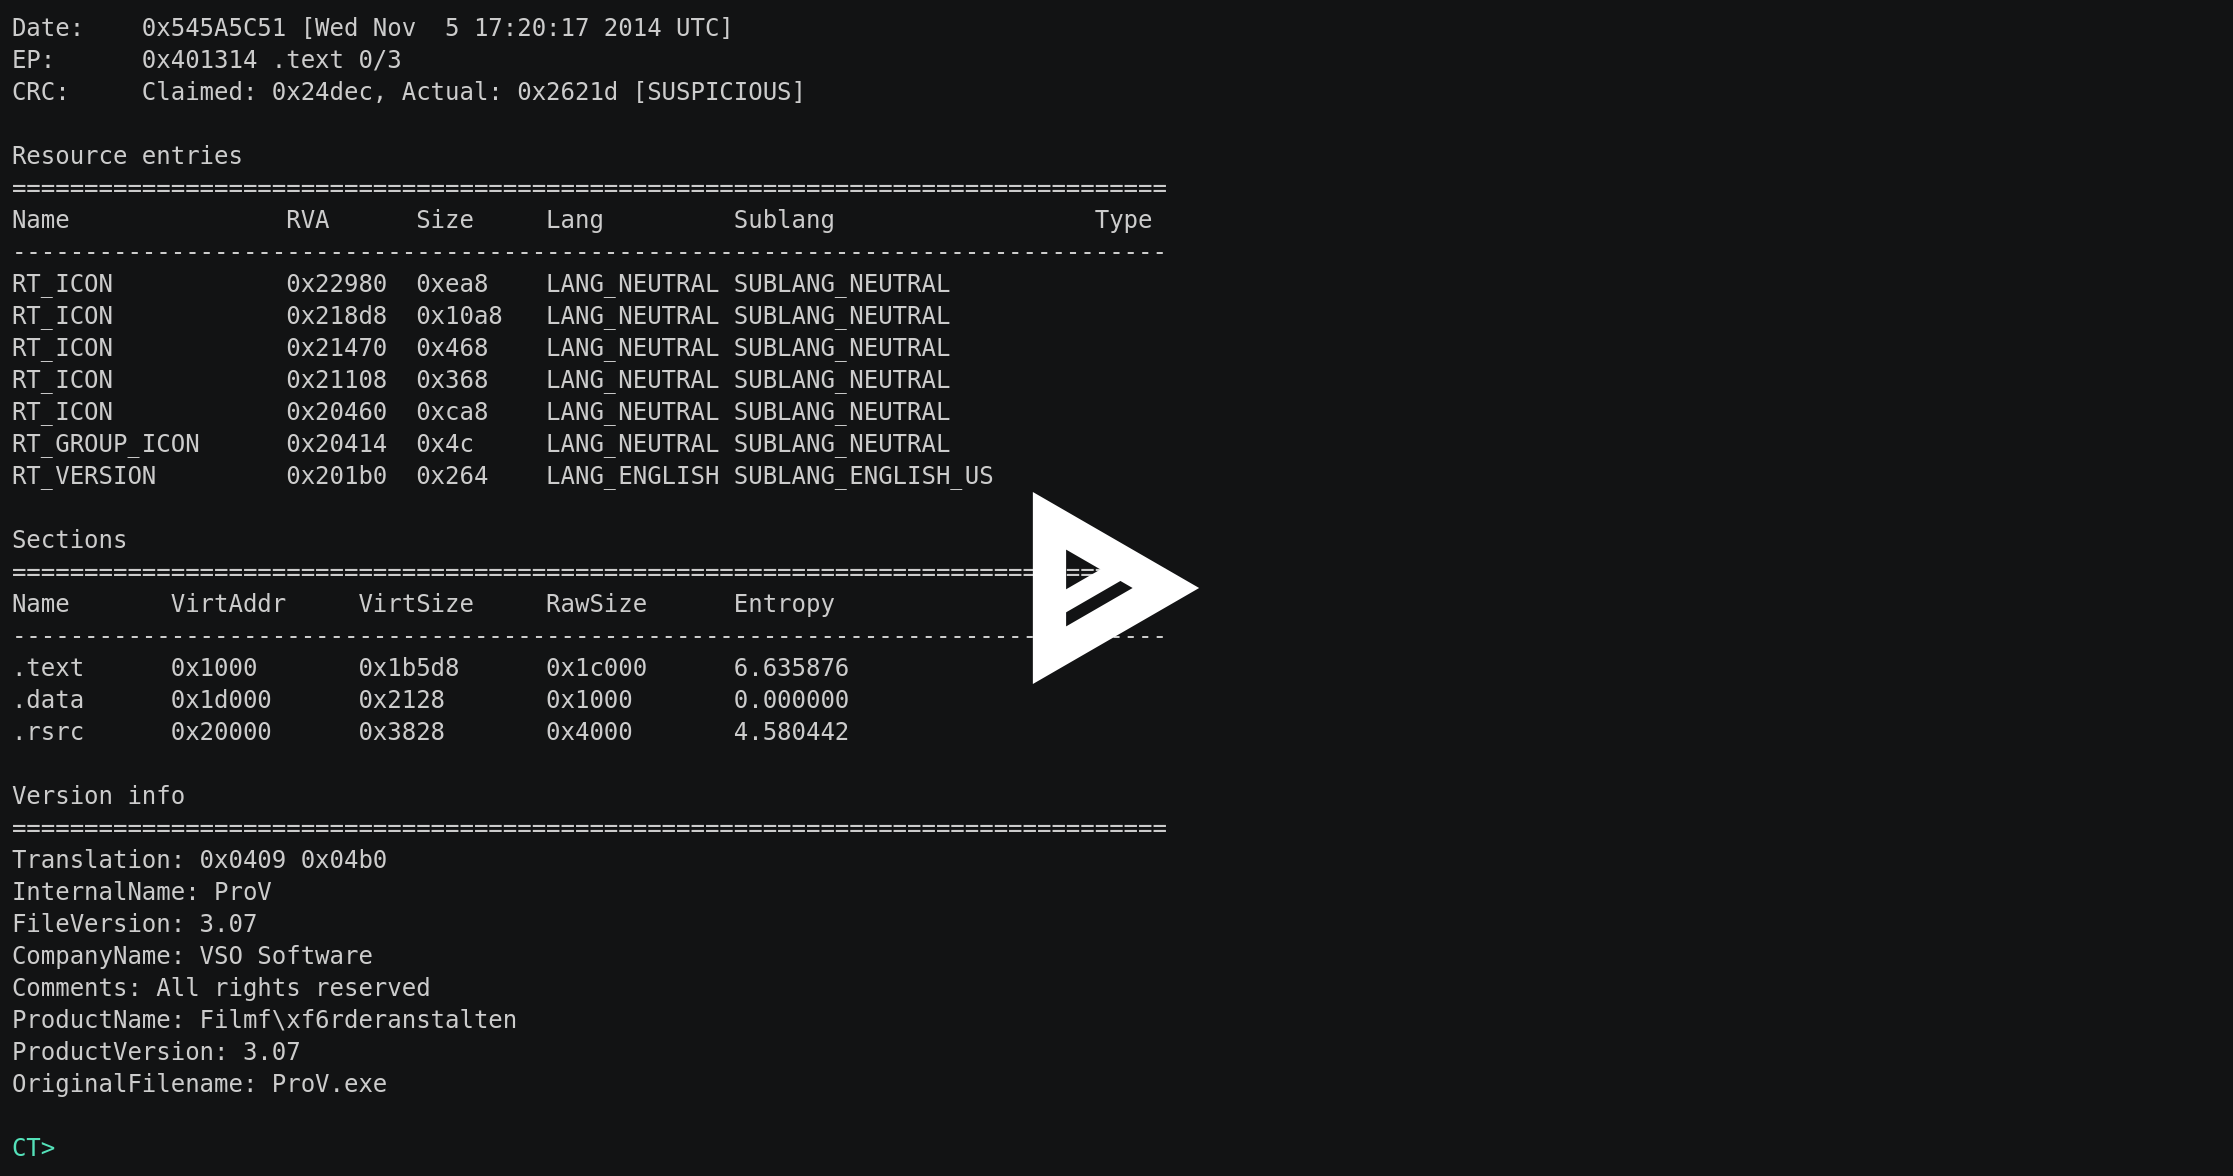 Date:    0x545A5C51 [Wed Nov  5 17:20:17 2014 UTC]
EP:      0x401314 .text 0/3
CRC:     Claimed: 0x24dec, Actual: 0x2621d [SUSPICIOUS]
Resource entries
================================================================================
Name               RVA      Size     Lang         Sublang                  Type
--------------------------------------------------------------------------------
RT_ICON            0x22980  0xea8    LANG_NEUTRAL SUBLANG_NEUTRAL
RT_ICON            0x218d8  0x10a8   LANG_NEUTRAL SUBLANG_NEUTRAL
RT_ICON            0x21470  0x468    LANG_NEUTRAL SUBLANG_NEUTRAL
RT_ICON            0x21108  0x368    LANG_NEUTRAL SUBLANG_NEUTRAL
RT_ICON            0x20460  0xca8    LANG_NEUTRAL SUBLANG_NEUTRAL
RT_GROUP_ICON      0x20414  0x4c     LANG_NEUTRAL SUBLANG_NEUTRAL
RT_VERSION         0x201b0  0x264    LANG_ENGLISH SUBLANG_ENGLISH_US
Sections
================================================================================
Name       VirtAddr     VirtSize     RawSize      Entropy
--------------------------------------------------------------------------------
.text      0x1000       0x1b5d8      0x1c000      6.635876
.data      0x1d000      0x2128       0x1000       0.000000
.rsrc      0x20000      0x3828       0x4000       4.580442
Version info
================================================================================
Translation: 0x0409 0x04b0
InternalName: ProV
FileVersion: 3.07
CompanyName: VSO Software
Comments: All rights reserved
ProductName: Filmf\xf6rderanstalten
ProductVersion: 3.07
OriginalFilename: ProV.exe
CT>